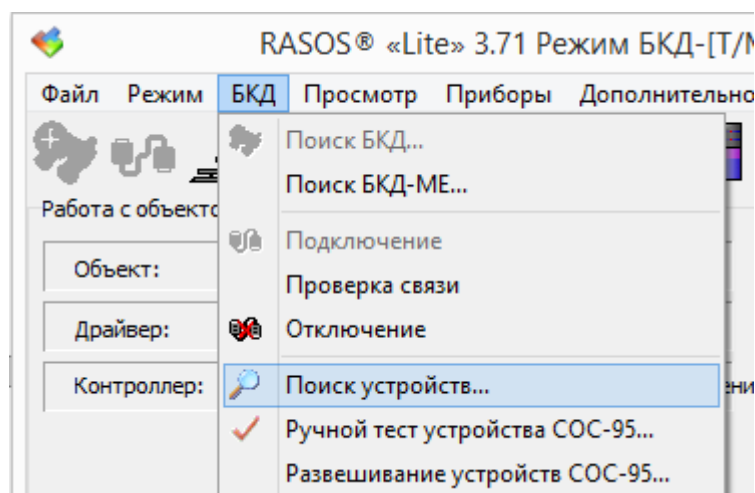 RASOS® «Lite» 3.71 Режим БКД-[T/
Файл Режим БКД Просмотр Приборы Дополнительно
Поиск БКД...
Поиск БКД-МЕ...
Работа с объекто
Подключение
Объект:
Проверка связи
Драйвер:
Отключение
Контроллер:
Поиск устройств...
Ручной тест устройства СОС-95...
Развешивание устройств СОС-95...